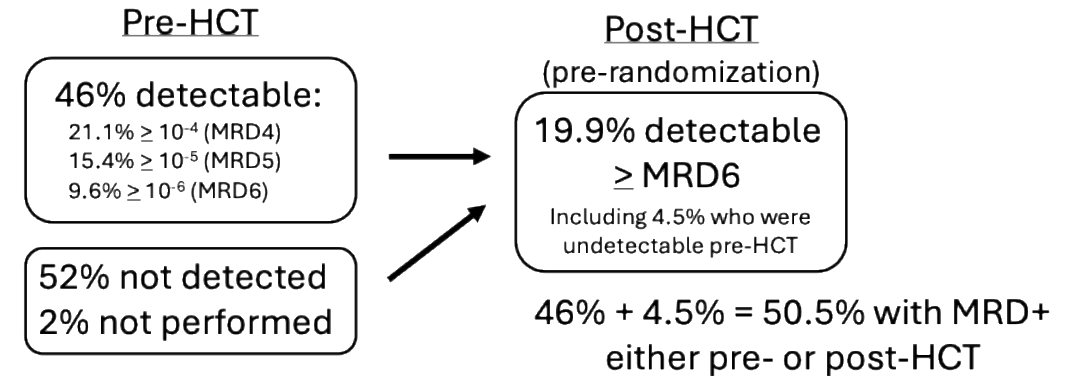 Pre-HCT
46% detectable:
21.1% ≥ 10⁻⁴ (MRD4)
15.4% ≥ 10⁻⁵ (MRD5)
9.6% ≥ 10⁻⁶ (MRD6)
52% not detected
2% not performed
Post-HCT
(pre-randomization)
19.9% detectable
≥ MRD6
Including 4.5% who were
undetectable pre-HCT
46% + 4.5% = 50.5% with MRD+
either pre- or post-HCT